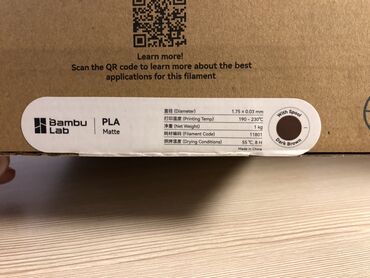 Learn more!
Scan the QR code to learn more about the best
applications for this filament
Bambu
Lab
PLA
Matte
直径 (Diameter) 1.75 ± 0.03 mm
打印温度 (Printing Temp) 190 - 230℃
净重 (Net Weight) 1 kg
耗材编码 (Filament Code) 11801
烘烤温度 (Drying Conditions) 55 ℃, 8 H
Made in China
With Spool
Dark Brown